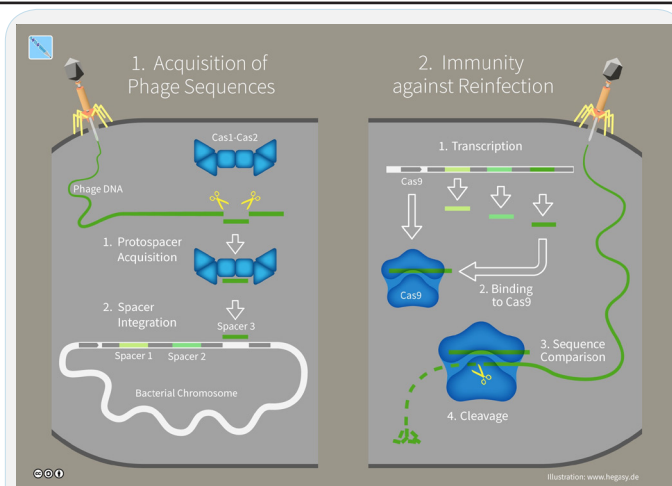 1. Acquisition of
Phage Sequences
Cas1-Cas2
Phage DNA
1. Protospacer
Acquisition
2. Spacer
Integration
Spacer 3
Spacer 1
Spacer 2
Bacterial Chromosome
2. Immunity
against Reinfection
1. Transcription
Cas9
Cas9
2. Binding
to Cas9
3. Sequence
Comparison
4. Cleavage
Illustration: www.hegasy.de